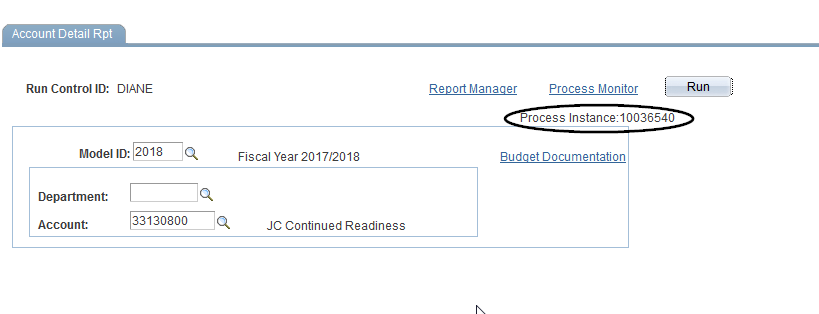 Account Detail Rpt
Run Control ID: DIANE Report Manager Process Monitor Run
Process Instance:10036540
Model ID: 2018 Fiscal Year 2017/2018 Budget Documentation
Department:
Account: 33130800 JC Continued Readiness